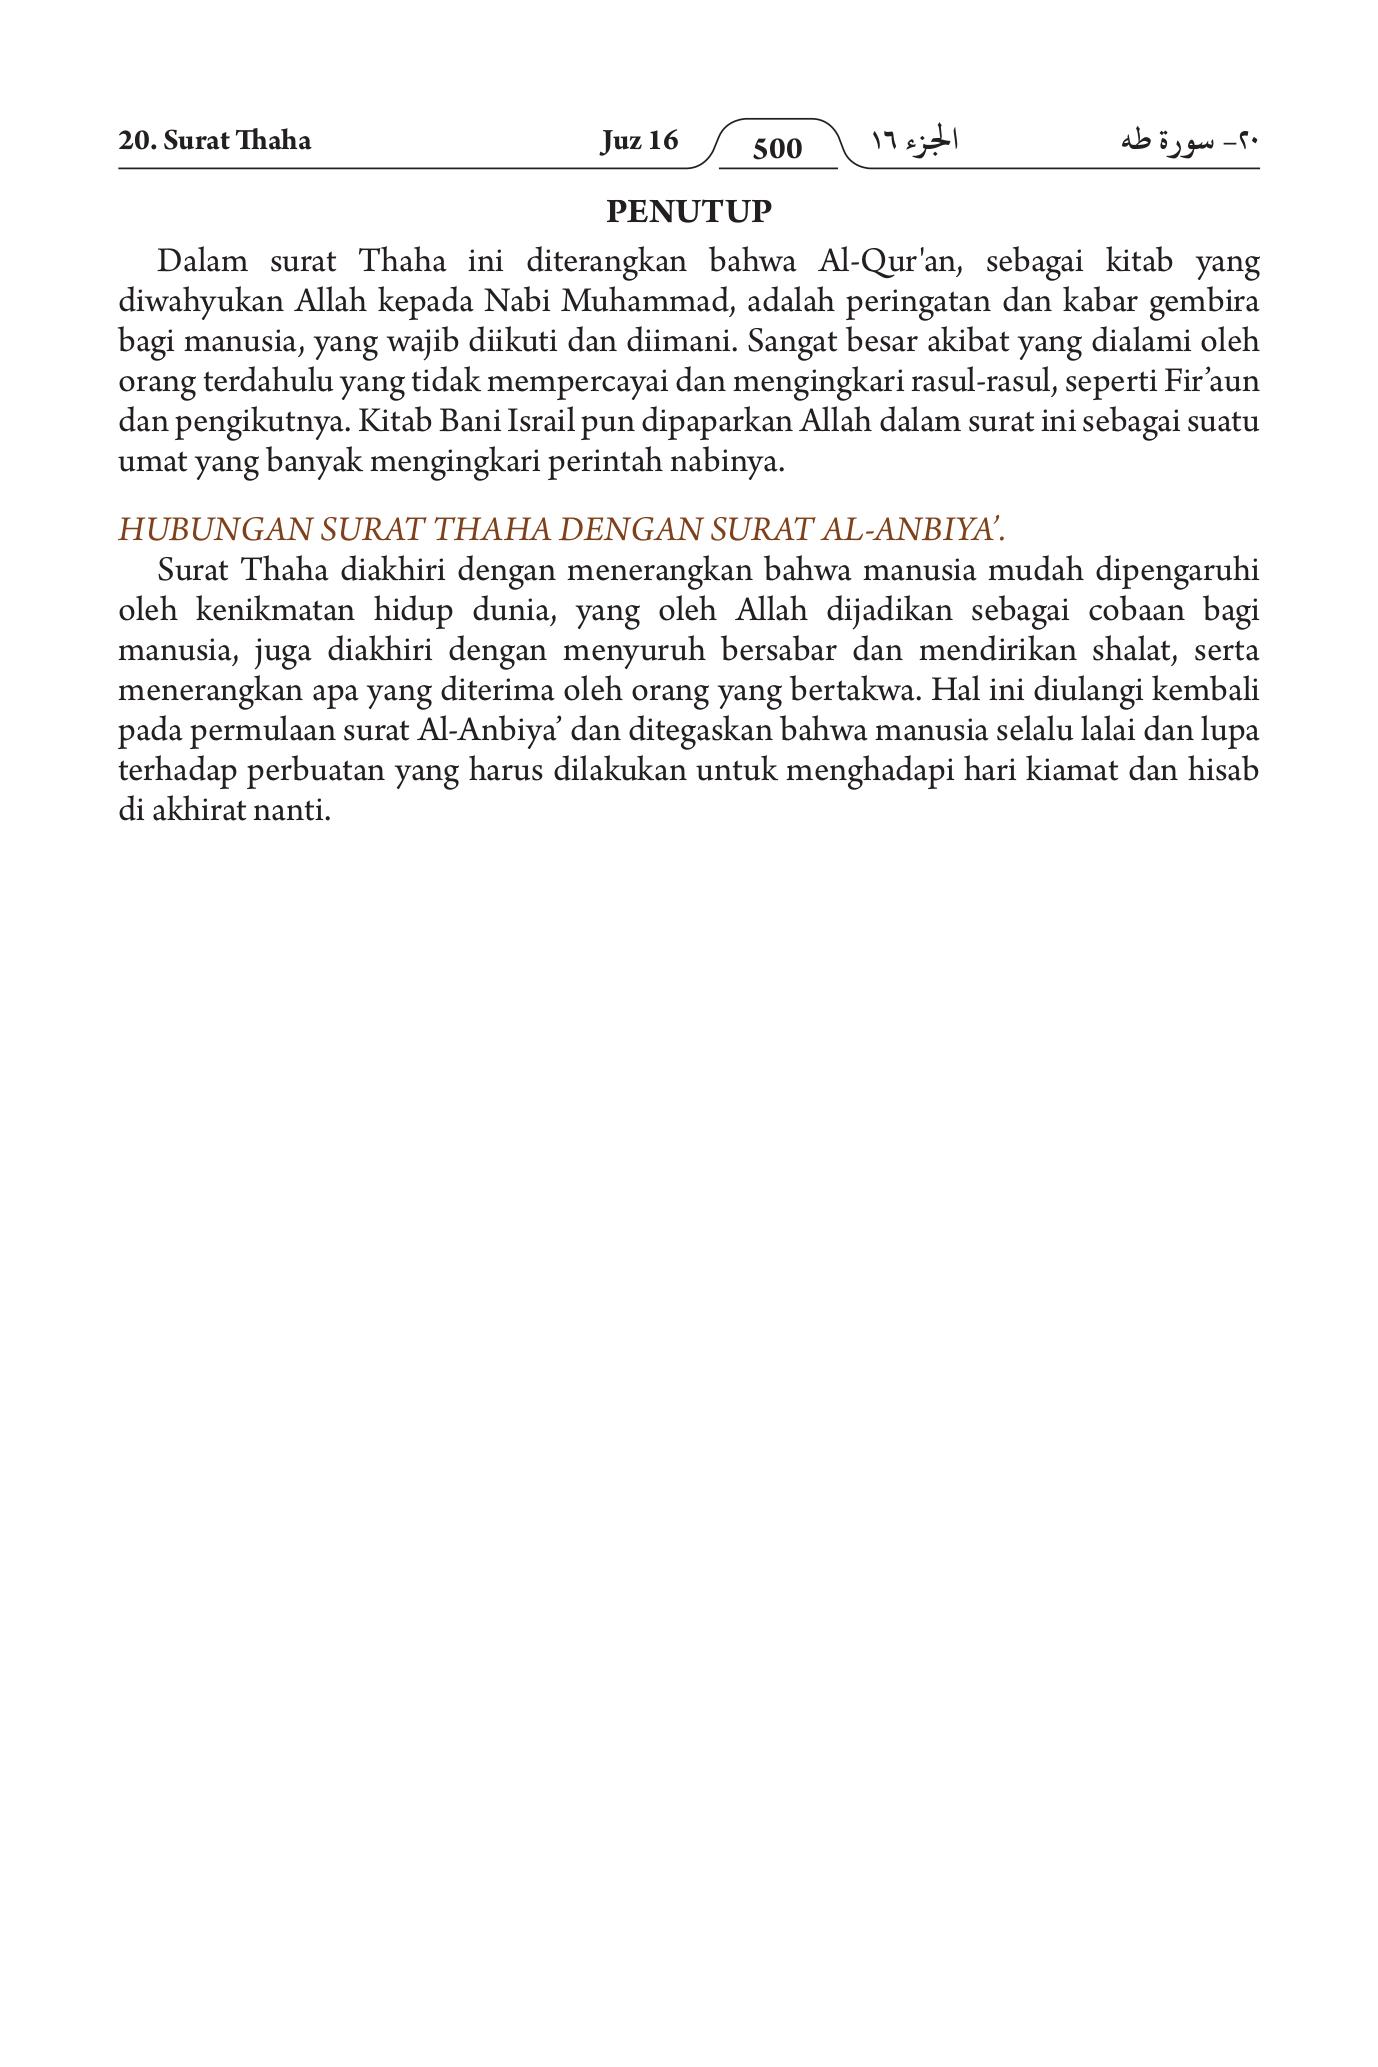 20. Surat Thaha Juz 16 500 الجزء ١٦ ٢٠- سورة طه
PENUTUP
Dalam surat Thaha ini diterangkan bahwa Al-Qur'an, sebagai kitab yang
diwahyukan Allah kepada Nabi Muhammad, adalah peringatan dan kabar gembira
bagi manusia, yang wajib diikuti dan diimani. Sangat besar akibat yang dialami oleh
orang terdahulu yang tidak mempercayai dan mengingkari rasul-rasul, seperti Fir’aun
dan pengikutnya. Kitab Bani Israil pun dipaparkan Allah dalam surat ini sebagai suatu
umat yang banyak mengingkari perintah nabinya.
HUBUNGAN SURAT THAHA DENGAN SURAT AL-ANBIYA’.
Surat Thaha diakhiri dengan menerangkan bahwa manusia mudah dipengaruhi
oleh kenikmatan hidup dunia, yang oleh Allah dijadikan sebagai cobaan bagi
manusia, juga diakhiri dengan menyuruh bersabar dan mendirikan shalat, serta
menerangkan apa yang diterima oleh orang yang bertakwa. Hal ini diulangi kembali
pada permulaan surat Al-Anbiya’ dan ditegaskan bahwa manusia selalu lalai dan lupa
terhadap perbuatan yang harus dilakukan untuk menghadapi hari kiamat dan hisab
di akhirat nanti.